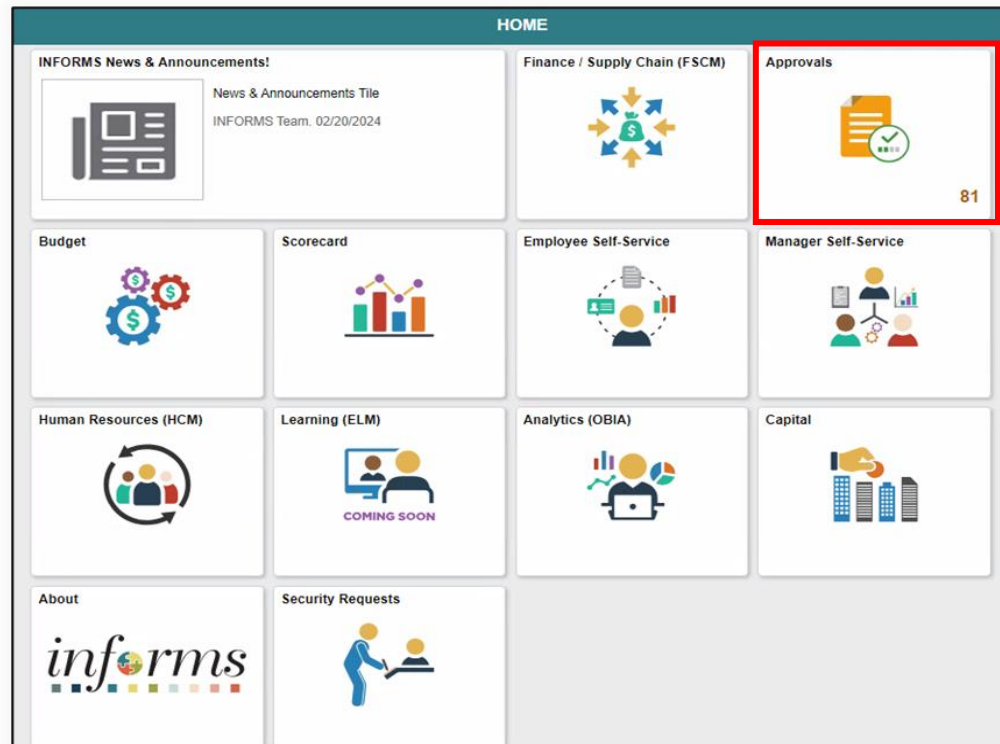 HOME
INFORMS News & Announcements!
News & Announcements Tile
INFORMS Team. 02/20/2024
Finance / Supply Chain (FSCM)
$
Approvals
81
Budget
$
$
$
Scorecard
Employee Self-Service
Manager Self-Service
Human Resources (HCM)
Learning (ELM)
COMING SOON
Analytics (OBIA)
Capital
About
informs
Security Requests